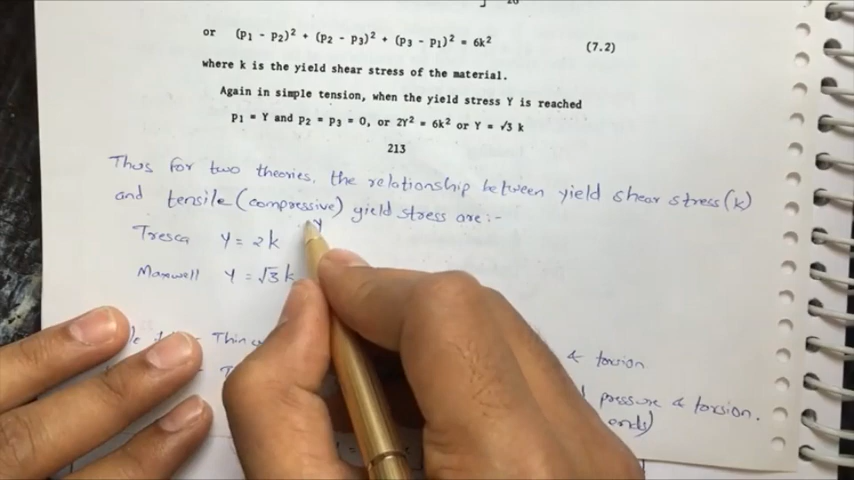 or (p1 - p2)² + (p2 - p3)² + (p3 - p1)² = 6k² (7.2)
where k is the yield shear stress of the material.
Again in simple tension, when the yield stress Y is reached
p1 = Y and p2 = p3 = 0, or 2Y² = 6k² or Y = √3 k
213
Thus for two theories, the relationship between yield shear stress (k)
and tensile (compressive) yield stress are :-
Y
Tresca Y = 2k
Maxwell Y = √3 k
& torsion
pressure & torsion.
ends)